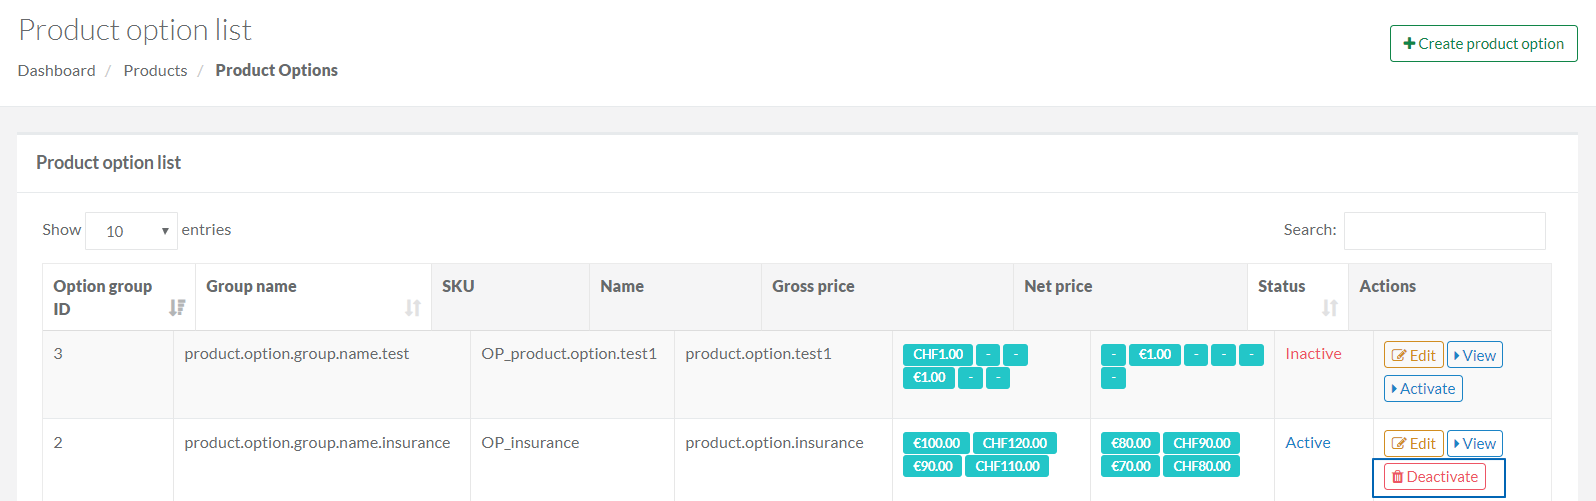 Product option list
Create product option
Dashboard / Products / Product Options
Product option list
Show 10 entries
Search:
Option group ID
Group name
SKU
Name
Gross price
Net price
Status
Actions
3
product.option.group.name.test
OP_product.option.test1
product.option.test1
CHF1.00 - -
€1.00 - -
- €1.00 - - -
-
Inactive
Edit View
Activate
2
product.option.group.name.insurance
OP_insurance
product.option.insurance
€100.00 CHF120.00
€90.00 CHF110.00
€80.00 CHF90.00
€70.00 CHF80.00
Active
Edit View
Deactivate